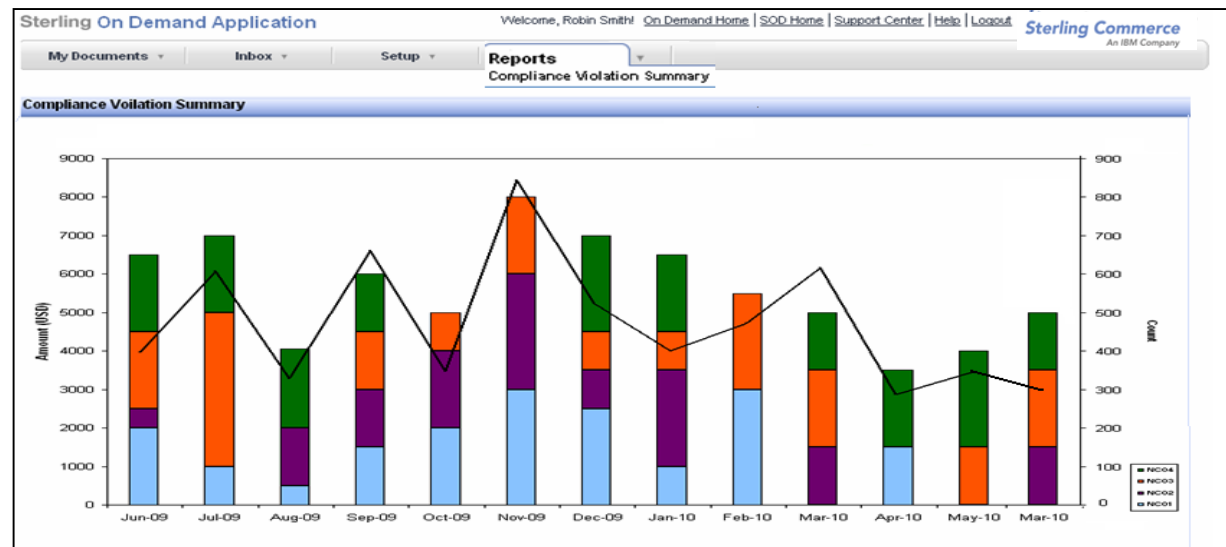 Sterling On Demand Application
Welcome, Robin Smith! On Demand Home | SOD Home | Support Center | Help | Logout
Sterling Commerce
An IBM Company
My Documents Inbox Setup Reports
Compliance Violation Summary
Compliance Voilation Summary
9000
8000
7000
6000
5000
4000
3000
2000
1000
0
Amount (USD)
900
800
700
600
500
400
300
200
100
0
Count
NC04
NC03
NC02
NC01
Jun-09 Jul-09 Aug-09 Sep-09 Oct-09 Nov-09 Dec-09 Jan-10 Feb-10 Mar-10 Apr-10 May-10 Mar-10